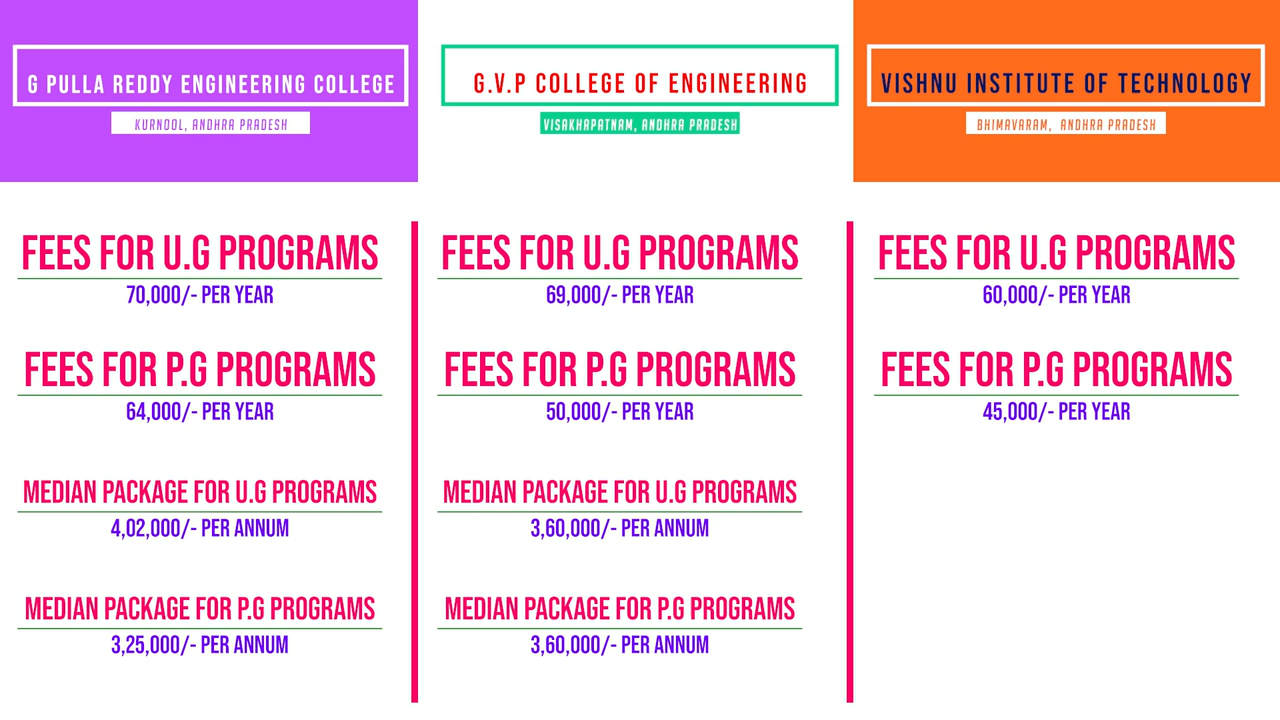 G PULLA REDDY ENGINEERING COLLEGE
KURNOOL, ANDHRA PRADESH
FEES FOR U.G PROGRAMS
70,000/- PER YEAR
FEES FOR P.G PROGRAMS
64,000/- PER YEAR
MEDIAN PACKAGE FOR U.G PROGRAMS
4,02,000/- PER ANNUM
MEDIAN PACKAGE FOR P.G PROGRAMS
3,25,000/- PER ANNUM
G.V.P COLLEGE OF ENGINEERING
VISAKHAPATNAM, ANDHRA PRADESH
FEES FOR U.G PROGRAMS
69,000/- PER YEAR
FEES FOR P.G PROGRAMS
50,000/- PER YEAR
MEDIAN PACKAGE FOR U.G PROGRAMS
3,60,000/- PER ANNUM
MEDIAN PACKAGE FOR P.G PROGRAMS
3,60,000/- PER ANNUM
VISHNU INSTITUTE OF TECHNOLOGY
BHIMAVARAM, ANDHRA PRADESH
FEES FOR U.G PROGRAMS
60,000/- PER YEAR
FEES FOR P.G PROGRAMS
45,000/- PER YEAR